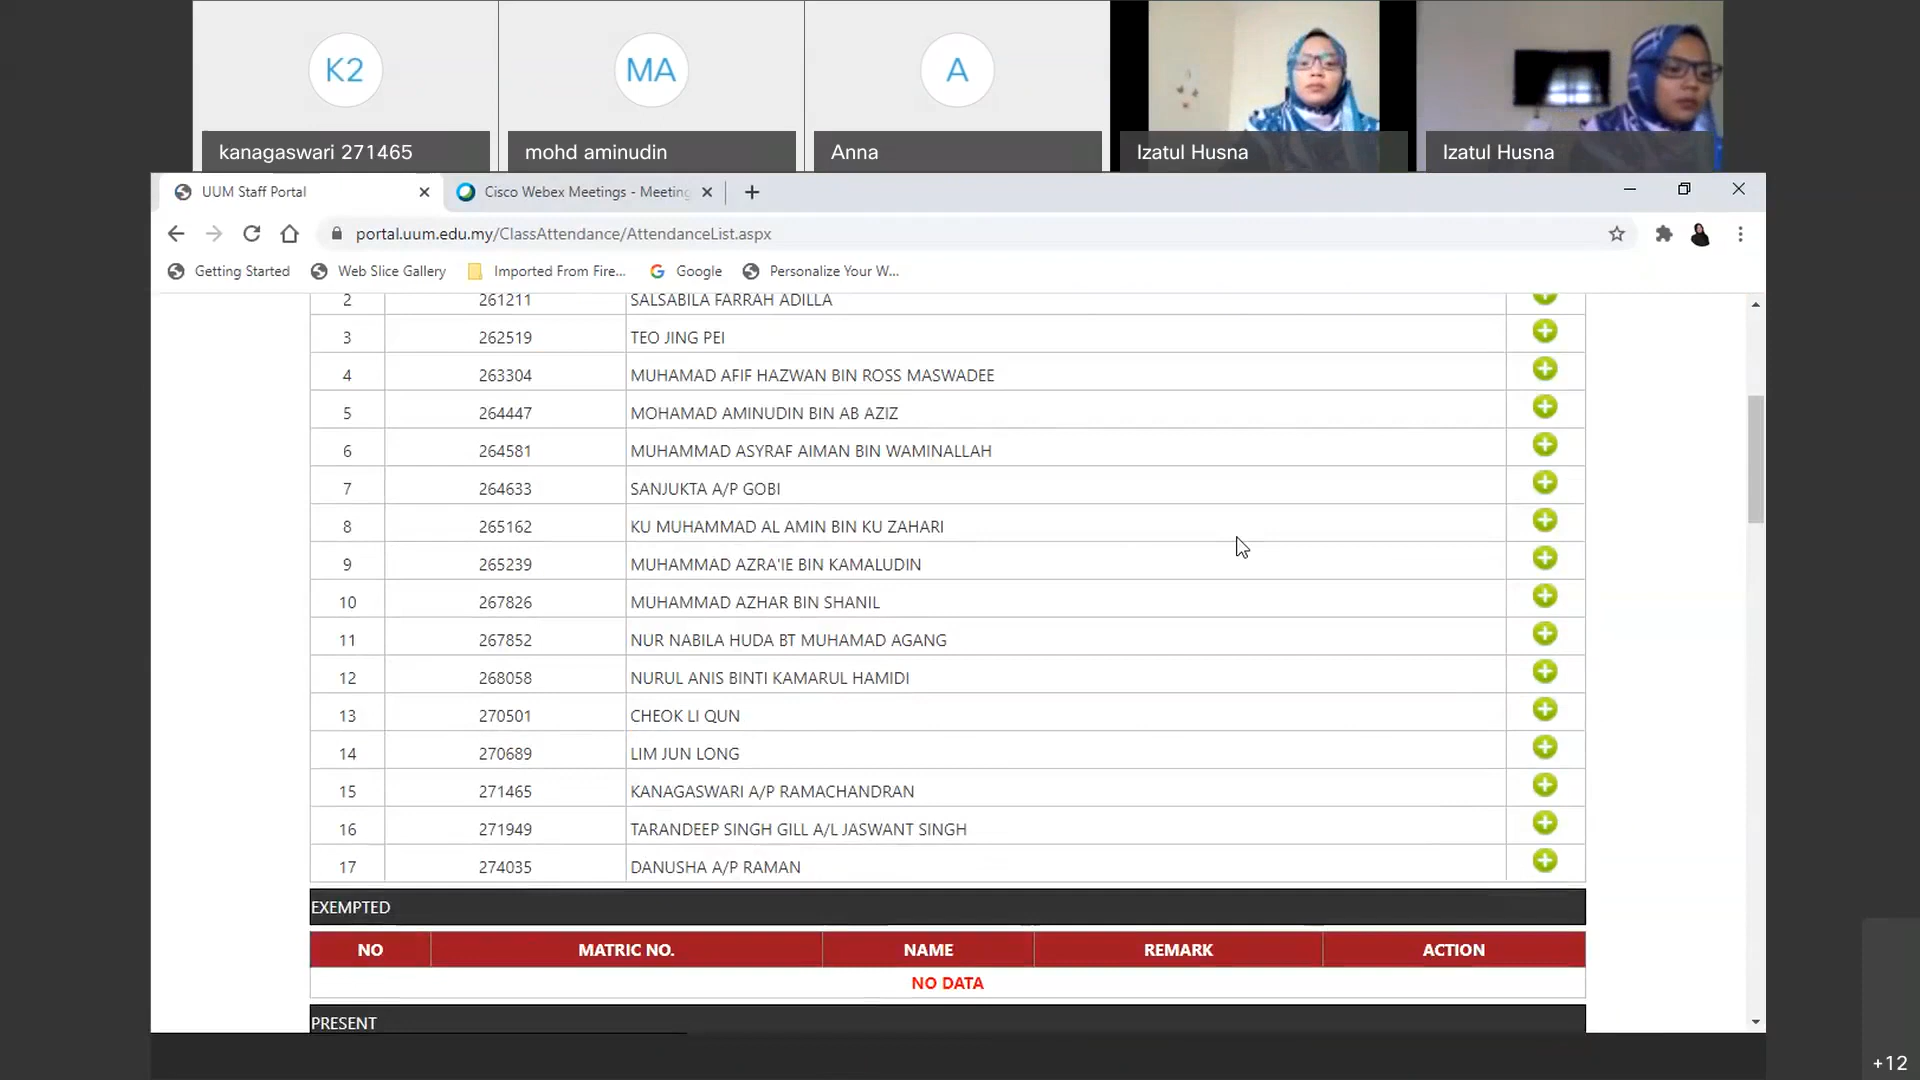 K2
MA
A
kanagaswari 271465
mohd aminudin
Anna
Izatul Husna
Izatul Husna
UUM Staff Portal
Cisco Webex Meetings - Meeting
portal.uum.edu.my/ClassAttendance/AttendanceList.aspx
Getting Started
Web Slice Gallery
Imported From Fire...
Google
Personalize Your W...
2 261211 SALSABILA FARRAH ADILLA
3 262519 TEO JING PEI
4 263304 MUHAMAD AFIF HAZWAN BIN ROSS MASWADEE
5 264447 MOHAMAD AMINUDIN BIN AB AZIZ
6 264581 MUHAMMAD ASYRAF AIMAN BIN WAMINALLAH
7 264633 SANJUKTA A/P GOBI
8 265162 KU MUHAMMAD AL AMIN BIN KU ZAHARI
9 265239 MUHAMMAD AZRA'IE BIN KAMALUDIN
10 267826 MUHAMMAD AZHAR BIN SHANIL
11 267852 NUR NABILA HUDA BT MUHAMAD AGANG
12 268058 NURUL ANIS BINTI KAMARUL HAMIDI
13 270501 CHEOK LI QUN
14 270689 LIM JUN LONG
15 271465 KANAGASWARI A/P RAMACHANDRAN
16 271949 TARANDEEP SINGH GILL A/L JASWANT SINGH
17 274035 DANUSHA A/P RAMAN
EXEMPTED
NO MATRIC NO. NAME REMARK ACTION
NO DATA
PRESENT
+12